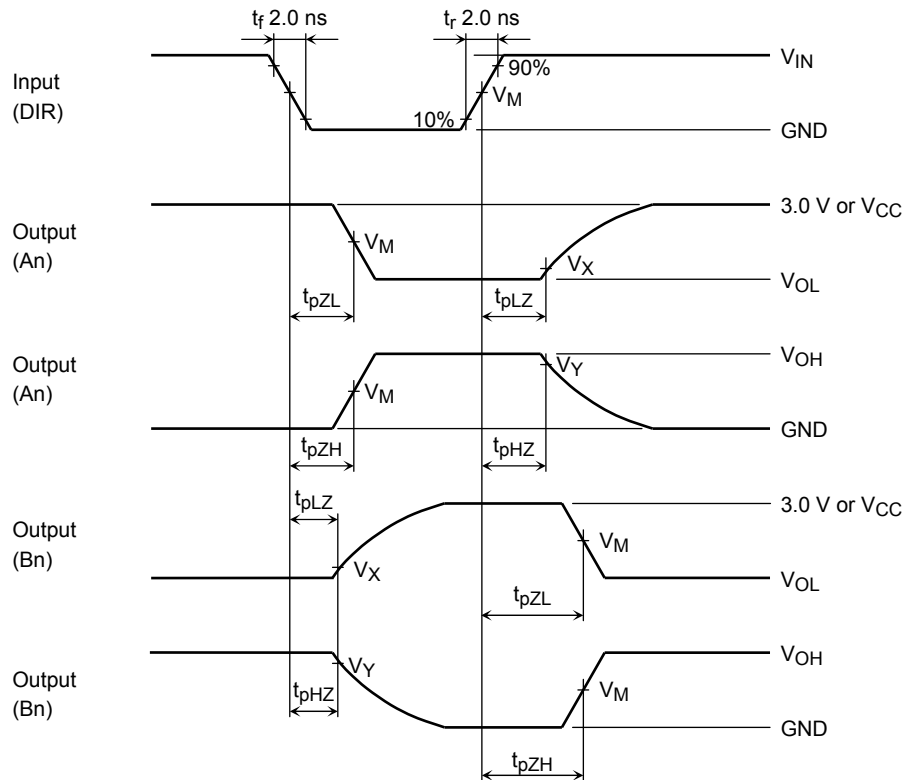 tf 2.0 ns
tr 2.0 ns
Input
(DIR)
90%
VM
10%
VIN
GND
Output
(An)
VM
VX
tpZL
tpLZ
3.0 V or VCC
VOL
Output
(An)
VM
VY
tpZH
tpHZ
VOH
GND
Output
(Bn)
tpLZ
VX
VM
tpZL
3.0 V or VCC
VOL
Output
(Bn)
VY
tpHZ
VM
tpZH
VOH
GND